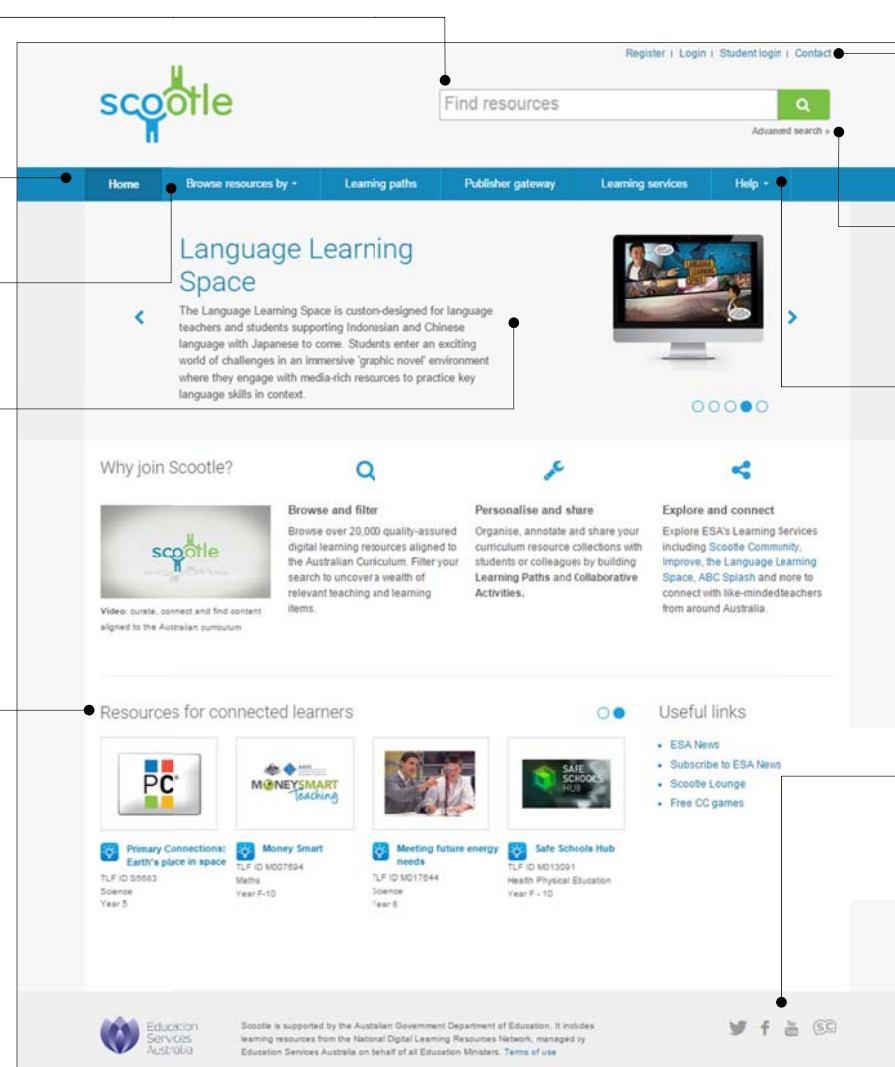 Register | Login | Student login | Contact
scootle
Find resources
Advanced search »
Home Browse resources by Learning paths Publisher gateway Learning services Help
Language Learning
Space
The Language Learning Space is custom-designed for language
teachers and students supporting Indonesian and Chinese
language with Japanese to come. Students enter an exciting
world of challenges in an immersive 'graphic novel' environment
where they engage with media-rich resources to practice key
language skills in context.
LANGUAGE
LEARNING
SPACE
Why join Scootle?
scootle
Video: curate, connect and find content
aligned to the Australian curriculum
Browse and filter
Browse over 20,000 quality-assured
digital learning resources aligned to
the Australian Curriculum. Filter your
search to uncover a wealth of
relevant teaching and learning
items.
Personalise and share
Organise, annotate and share your
curriculum resource collections with
students or colleagues by building
Learning Paths and Collaborative
Activities.
Explore and connect
Explore ESA's Learning Services
including Scootle Community,
Improve, the Language Learning
Space, ABC Splash and more to
connect with like-minded teachers
from around Australia.
Resources for connected learners
PC
MONEYSMART
Teaching
SAFE
SCHOOLS
HUB
Primary Connections:
Earth's place in space
TLF ID S5683
Science
Year 5
Money Smart
TLF ID M007694
Maths
Year F-10
Meeting future energy
needs
TLF ID M017644
Science
Year 8
Safe Schools Hub
TLF ID M013091
Health Physical Education
Year F - 10
Useful links
ESA News
Subscribe to ESA News
Scootle Lounge
Free CC games
Education
Services
Australia
Scootle is supported by the Australian Government Department of Education. It includes
learning resources from the National Digital Learning Resources Network, managed by
Education Services Australia on behalf of all Education Ministers. Terms of use
You
SC